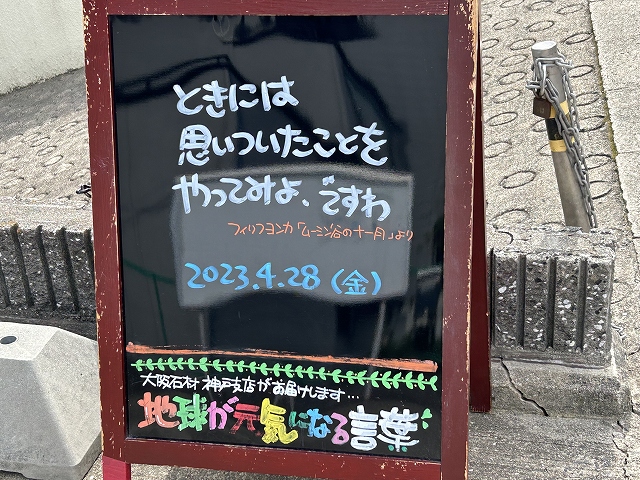 ときには
思いついたことを
やってみよ、ですわ
フィリフヨンカ「ムーミン谷の十一月」より
2023.4.28(金)
大阪石材 神戸支店がお届けします…
地球が元気になる言葉